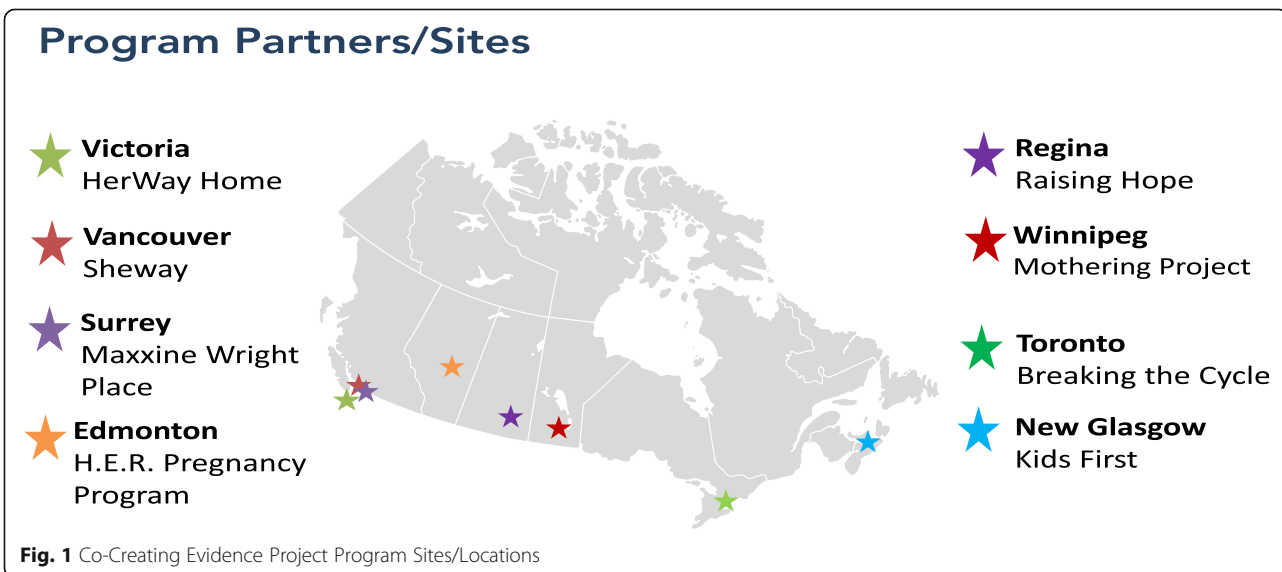 Program Partners/Sites
Victoria
HerWay Home
Vancouver
Sheway
Surrey
Maxxine Wright
Place
Edmonton
H.E.R. Pregnancy
Program
Regina
Raising Hope
Winnipeg
Mothering Project
Toronto
Breaking the Cycle
New Glasgow
Kids First
Fig. 1 Co-Creating Evidence Project Program Sites/Locations